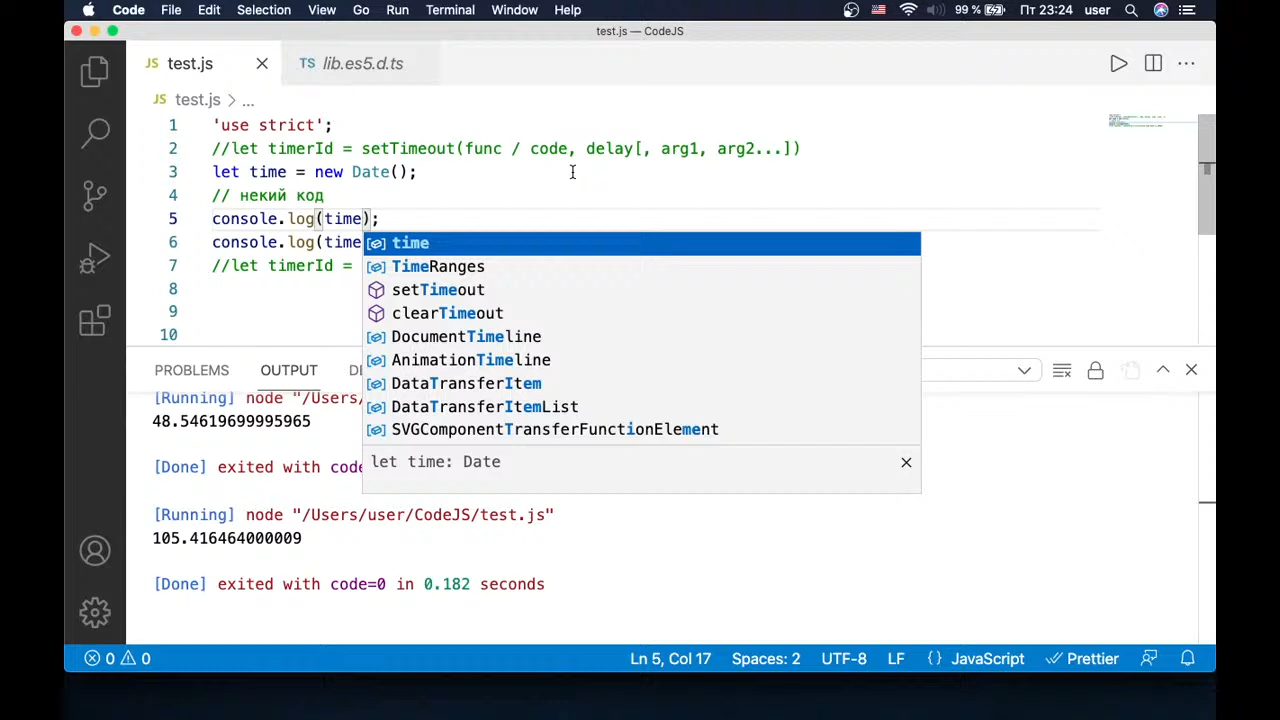 Code File Edit Selection View Go Run Terminal Window Help 99 % Пт 23:24 user
test.js — CodeJS
JS test.js TS lib.es5.d.ts
JS test.js > ...
1 'use strict';
2 //let timerId = setTimeout(func / code, delay[, arg1, arg2...])
3 let time = new Date();
4 // некий код
5 console.log(time);
6 console.log(time
7 //let timerId =
8
9
10
time
TimeRanges
setTimeout
clearTimeout
DocumentTimeline
AnimationTimeline
DataTransferItem
DataTransferItemList
SVGComponentTransferFunctionElement
let time: Date
PROBLEMS OUTPUT DE
[Running] node "/Users/
48.54619699995965
[Done] exited with code
[Running] node "/Users/user/CodeJS/test.js"
105.416464000009
[Done] exited with code=0 in 0.182 seconds
0 0 Ln 5, Col 17 Spaces: 2 UTF-8 LF {} JavaScript Prettier